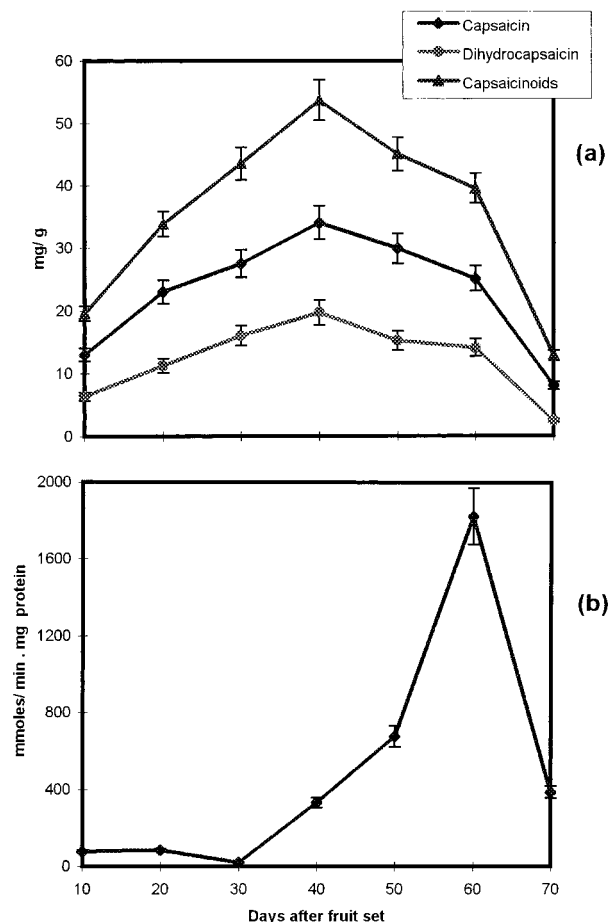 Capsaicin
Dihydrocapsaicin
Capsaicinoids
(a)
mg/ g
60
50
40
30
20
10
0
(b)
mmoles/ min . mg protein
2000
1600
1200
800
400
0
10 20 30 40 50 60 70
Days after fruit set